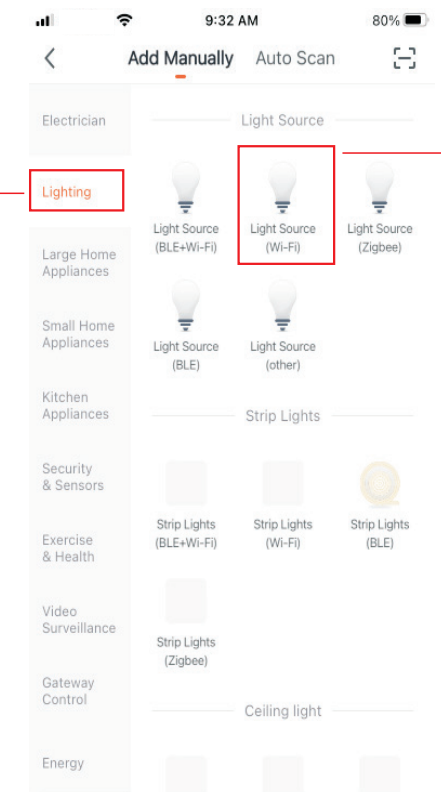 9:32 AM
80%
Add Manually
Auto Scan
Electrician
Lighting
Large Home
Appliances
Small Home
Appliances
Kitchen
Appliances
Security
& Sensors
Exercise
& Health
Video
Surveillance
Gateway
Control
Energy
Light Source
Light Source
(BLE+Wi-Fi)
Light Source
(Wi-Fi)
Light Source
(Zigbee)
Light Source
(BLE)
Light Source
(other)
Strip Lights
Strip Lights
(BLE+Wi-Fi)
Strip Lights
(Wi-Fi)
Strip Lights
(BLE)
Strip Lights
(Zigbee)
Ceiling light